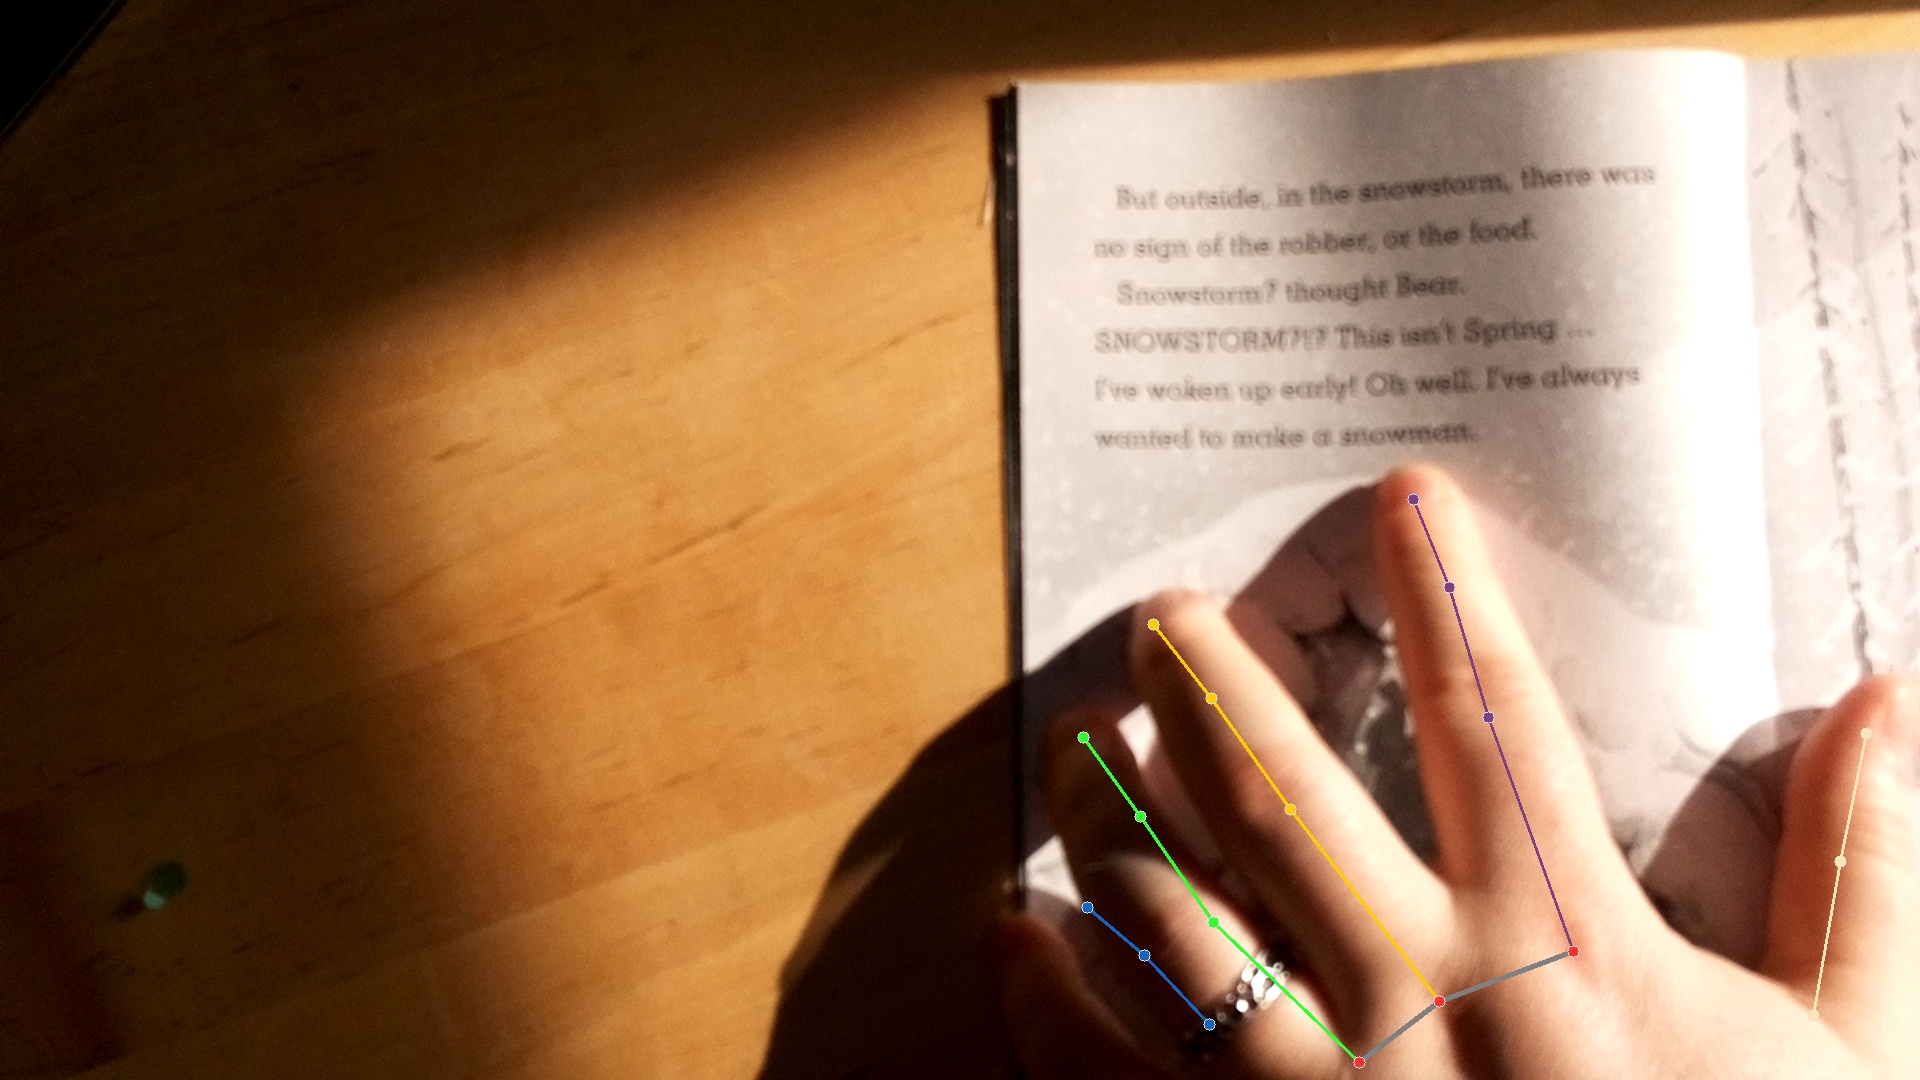 But outside, in the snowstorm, there was
no sign of the robber, or the food.
Snowstorm? thought Bear.
SNOWSTORM?!? This isn't Spring ...
I've woken up early! Oh well. I've always
wanted to make a snowman.